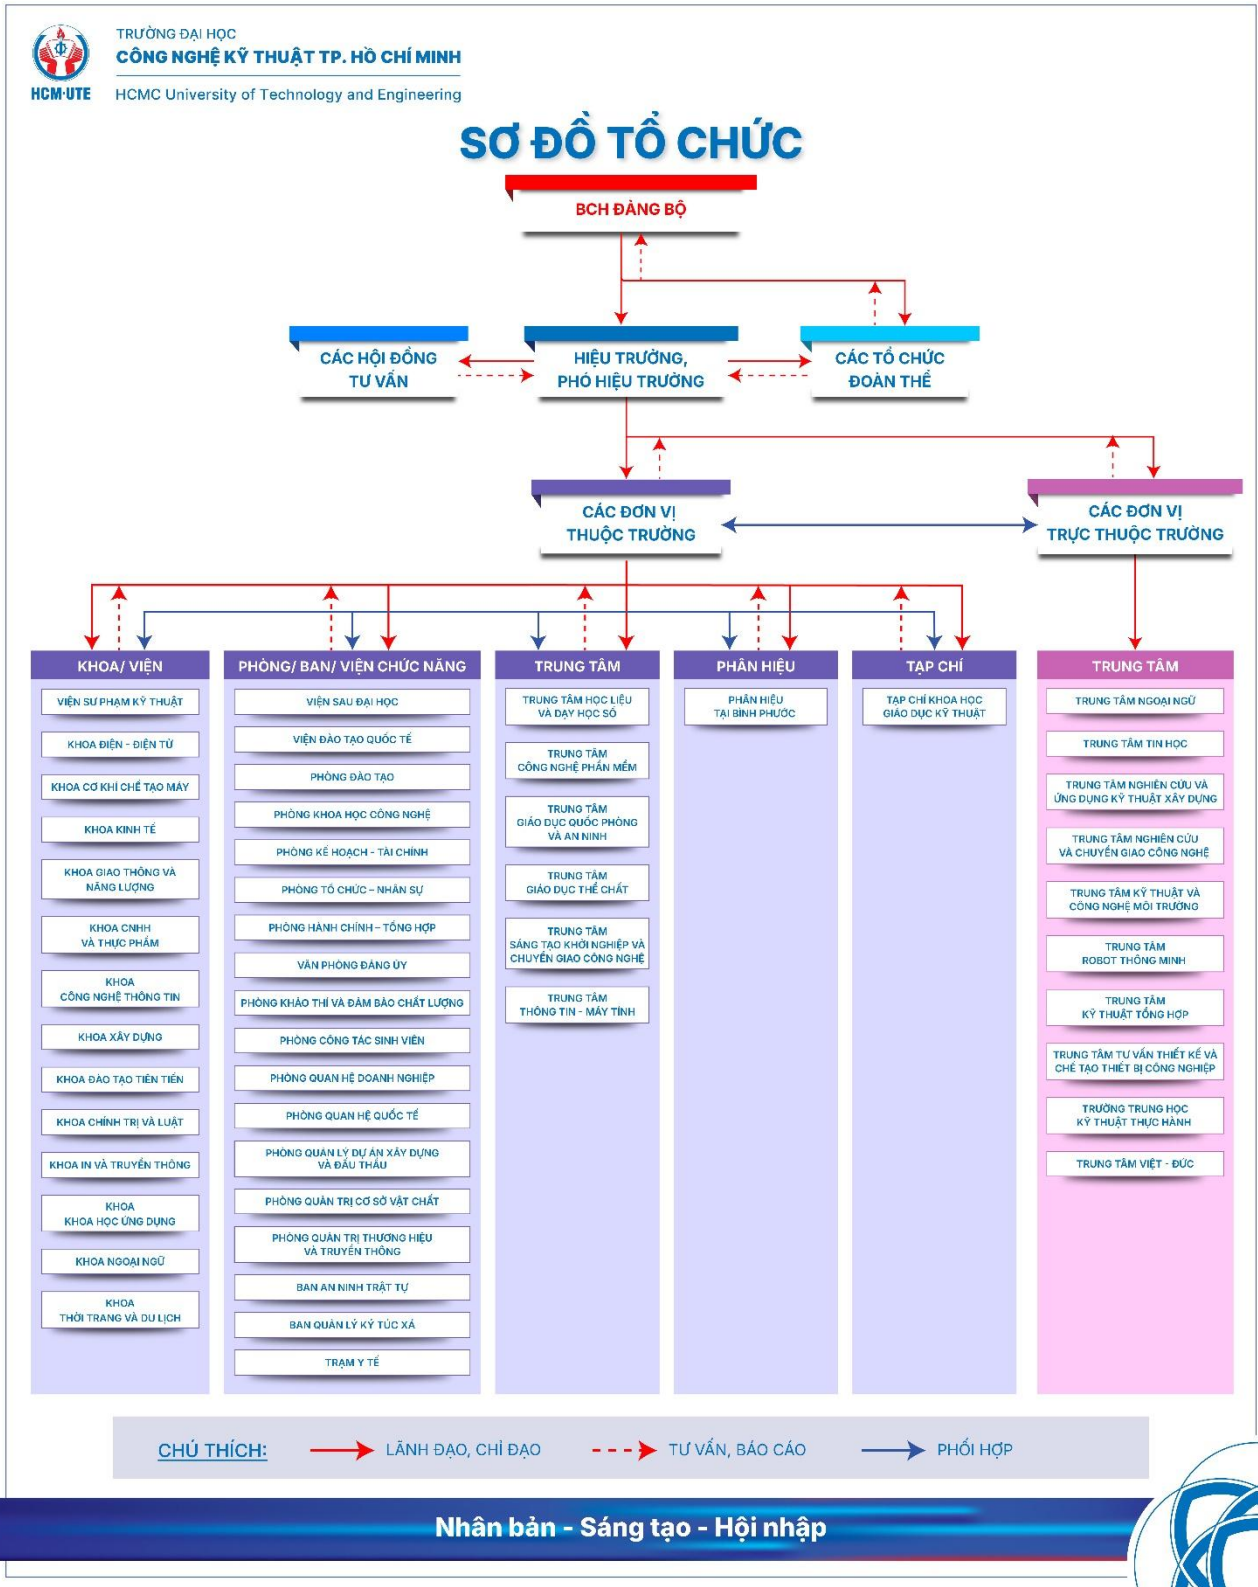 TRƯỜNG ĐẠI HỌC
CÔNG NGHỆ KỸ THUẬT TP. HỒ CHÍ MINH
HCM·UTE
HCMC University of Technology and Engineering
SƠ ĐỒ TỔ CHỨC
BCH ĐẢNG BỘ
CÁC HỘI ĐỒNG
TƯ VẤN
HIỆU TRƯỞNG,
PHÓ HIỆU TRƯỞNG
CÁC TỔ CHỨC
ĐOÀN THỂ
CÁC ĐƠN VỊ
THUỘC TRƯỜNG
CÁC ĐƠN VỊ
TRỰC THUỘC TRƯỜNG
KHOA/ VIỆN
VIỆN SƯ PHẠM KỸ THUẬT
KHOA ĐIỆN - ĐIỆN TỬ
KHOA CƠ KHÍ CHẾ TẠO MÁY
KHOA KINH TẾ
KHOA GIAO THÔNG VÀ
NĂNG LƯỢNG
KHOA CNHH
VÀ THỰC PHẨM
KHOA
CÔNG NGHỆ THÔNG TIN
KHOA XÂY DỰNG
KHOA ĐÀO TẠO TIÊN TIẾN
KHOA CHÍNH TRỊ VÀ LUẬT
KHOA IN VÀ TRUYỀN THÔNG
KHOA
KHOA HỌC ỨNG DỤNG
KHOA NGOẠI NGỮ
KHOA
THỜI TRANG VÀ DU LỊCH
PHÒNG/ BAN/ VIỆN CHỨC NĂNG
VIỆN SAU ĐẠI HỌC
VIỆN ĐÀO TẠO QUỐC TẾ
PHÒNG ĐÀO TẠO
PHÒNG KHOA HỌC CÔNG NGHỆ
PHÒNG KẾ HOẠCH - TÀI CHÍNH
PHÒNG TỔ CHỨC – NHÂN SỰ
PHÒNG HÀNH CHÍNH – TỔNG HỢP
VĂN PHÒNG ĐẢNG ỦY
PHÒNG KHẢO THÍ VÀ ĐẢM BẢO CHẤT LƯỢNG
PHÒNG CÔNG TÁC SINH VIÊN
PHÒNG QUAN HỆ DOANH NGHIỆP
PHÒNG QUAN HỆ QUỐC TẾ
PHÒNG QUẢN LÝ DỰ ÁN XÂY DỰNG
VÀ ĐẤU THẦU
PHÒNG QUẢN TRỊ CƠ SỞ VẬT CHẤT
PHÒNG QUẢN TRỊ THƯƠNG HIỆU
VÀ TRUYỀN THÔNG
BAN AN NINH TRẬT TỰ
BAN QUẢN LÝ KÝ TÚC XÁ
TRẠM Y TẾ
TRUNG TÂM
TRUNG TÂM HỌC LIỆU
VÀ DẠY HỌC SỐ
TRUNG TÂM
CÔNG NGHỆ PHẦN MỀM
TRUNG TÂM
GIÁO DỤC QUỐC PHÒNG
VÀ AN NINH
TRUNG TÂM
GIÁO DỤC THỂ CHẤT
TRUNG TÂM
SÁNG TẠO KHỞI NGHIỆP VÀ
CHUYỂN GIAO CÔNG NGHỆ
TRUNG TÂM
THÔNG TIN - MÁY TÍNH
PHÂN HIỆU
PHÂN HIỆU
TẠI BÌNH PHƯỚC
TẠP CHÍ
TẠP CHÍ KHOA HỌC
GIÁO DỤC KỸ THUẬT
TRUNG TÂM
TRUNG TÂM NGOẠI NGỮ
TRUNG TÂM TIN HỌC
TRUNG TÂM NGHIÊN CỨU VÀ
ỨNG DỤNG KỸ THUẬT XÂY DỰNG
TRUNG TÂM NGHIÊN CỨU
VÀ CHUYỂN GIAO CÔNG NGHỆ
TRUNG TÂM KỸ THUẬT VÀ
CÔNG NGHỆ MÔI TRƯỜNG
TRUNG TÂM
ROBOT THÔNG MINH
TRUNG TÂM
KỸ THUẬT TỔNG HỢP
TRUNG TÂM TƯ VẤN THIẾT KẾ VÀ
CHẾ TẠO THIẾT BỊ CÔNG NGHIỆP
TRƯỜNG TRUNG HỌC
KỸ THUẬT THỰC HÀNH
TRUNG TÂM VIỆT - ĐỨC
CHÚ THÍCH:
LÃNH ĐẠO, CHỈ ĐẠO
TƯ VẤN, BÁO CÁO
PHỐI HỢP
Nhân bản - Sáng tạo - Hội nhập